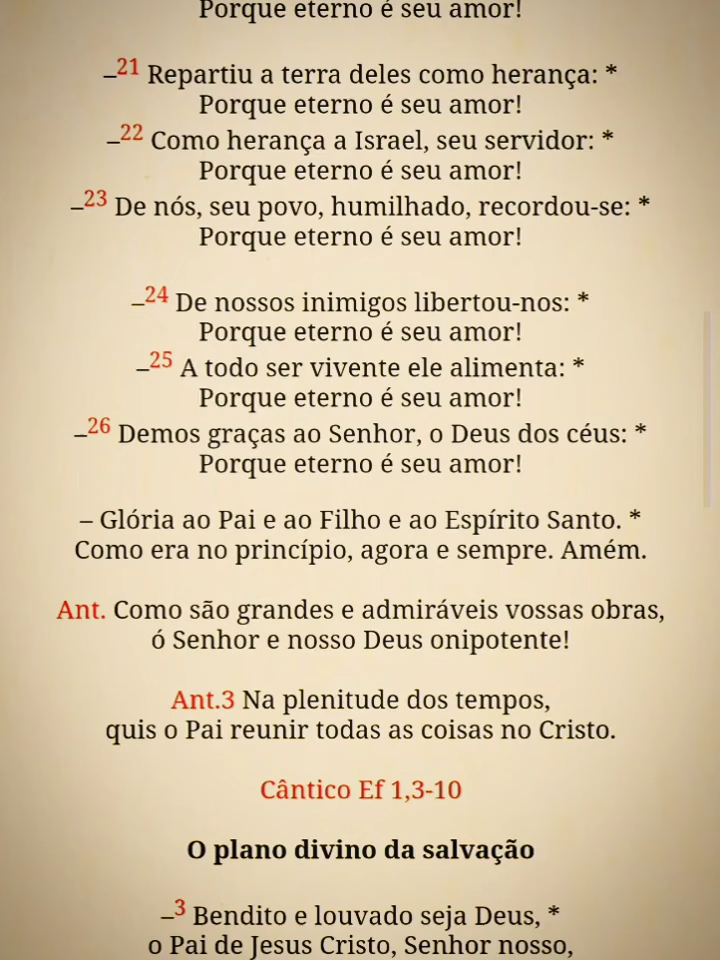 Porque eterno é seu amor!
–21 Repartiu a terra deles como herança: *
Porque eterno é seu amor!
–22 Como herança a Israel, seu servidor: *
Porque eterno é seu amor!
–23 De nós, seu povo, humilhado, recordou-se: *
Porque eterno é seu amor!
–24 De nossos inimigos libertou-nos: *
Porque eterno é seu amor!
–25 A todo ser vivente ele alimenta: *
Porque eterno é seu amor!
–26 Demos graças ao Senhor, o Deus dos céus: *
Porque eterno é seu amor!
– Glória ao Pai e ao Filho e ao Espírito Santo. *
Como era no princípio, agora e sempre. Amém.
Ant. Como são grandes e admiráveis vossas obras,
ó Senhor e nosso Deus onipotente!
Ant.3 Na plenitude dos tempos,
quis o Pai reunir todas as coisas no Cristo.
Cântico Ef 1,3-10
O plano divino da salvação
–3 Bendito e louvado seja Deus, *
o Pai de Jesus Cristo, Senhor nosso,